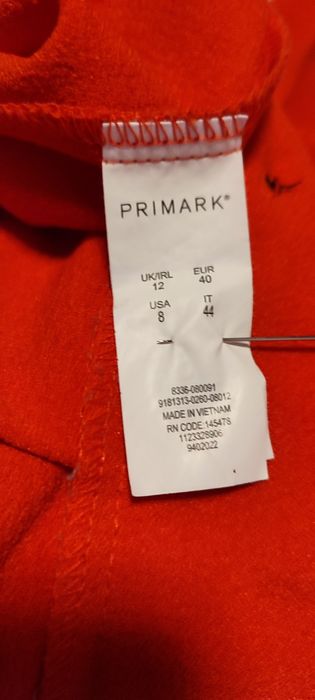 PRIMARK®
UK/IRL EUR
12 40
USA IT
8 44
8336-080091
9181313-0260-08012
MADE IN VIETNAM
RN CODE:145478
1123328906
9402022